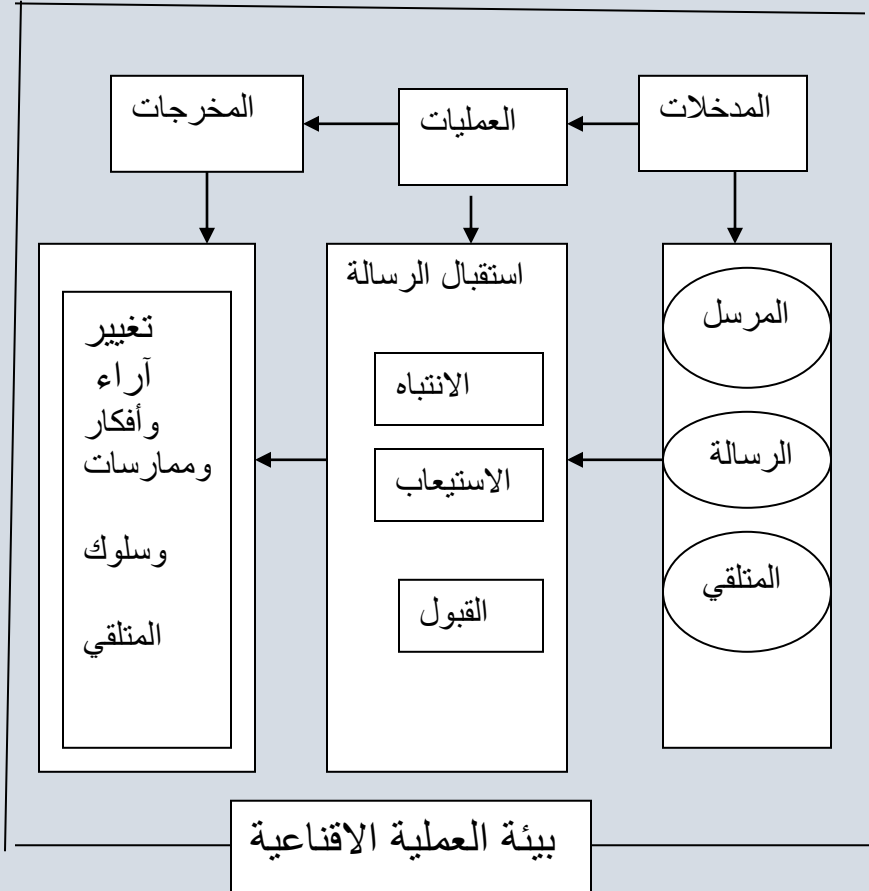 المدخلات
العمليات
المخرجات
المرسل
الرسالة
المتلقي
استقبال الرسالة
الانتباه
الاستيعاب
القبول
تغيير
آراء
وأفكار
وممارسات
وسلوك
المتلقي
بيئة العملية الاقناعية